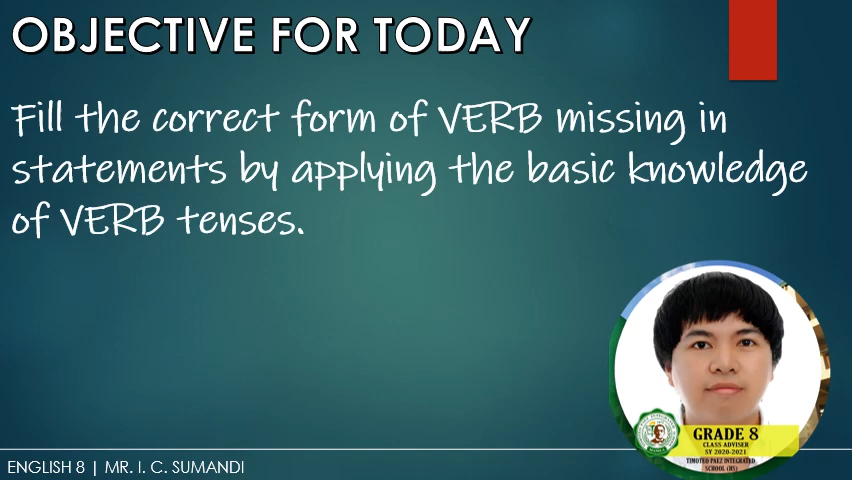 OBJECTIVE FOR TODAY
Fill the correct form of VERB missing in
statements by applying the basic knowledge
of VERB tenses.
GRADE 8
CLASS ADVISER
SY 2020-2021
TIMOTEO PAEZ INTEGRATED
SCHOOL (HS)
ENGLISH 8 | MR. I. C. SUMANDI